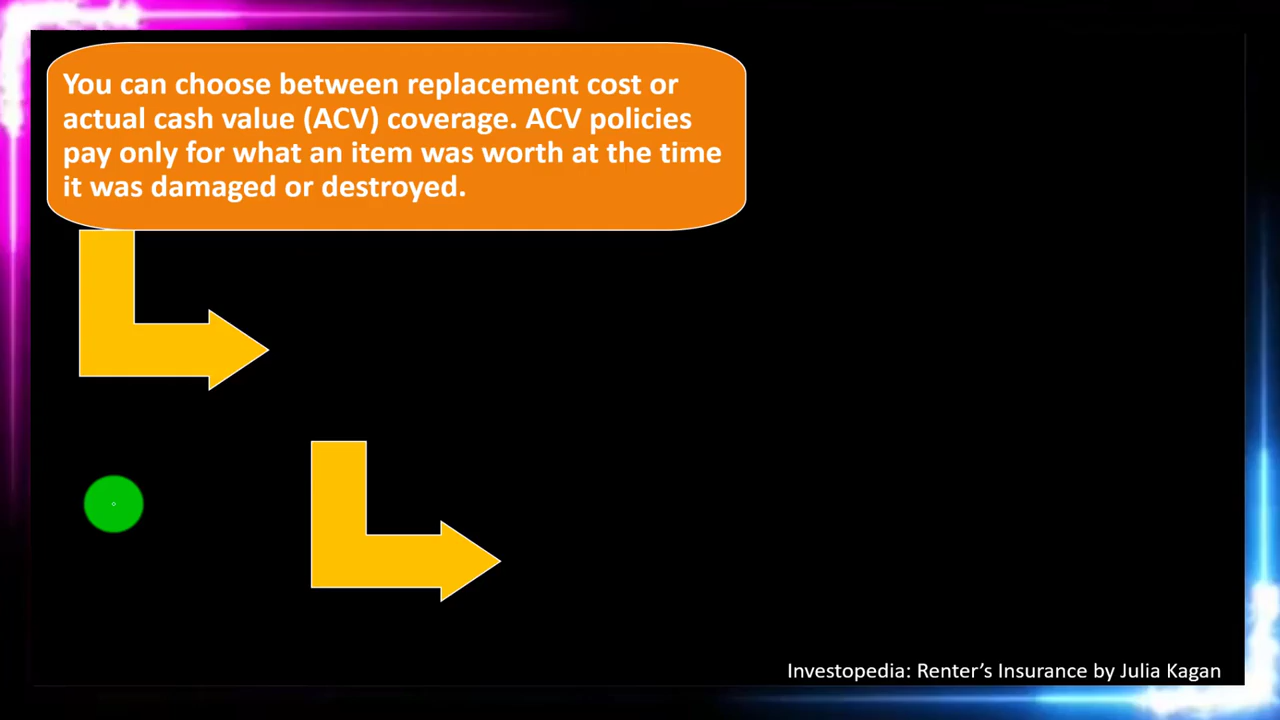 You can choose between replacement cost or
actual cash value (ACV) coverage. ACV policies
pay only for what an item was worth at the time
it was damaged or destroyed.
Investopedia: Renter’s Insurance by Julia Kagan